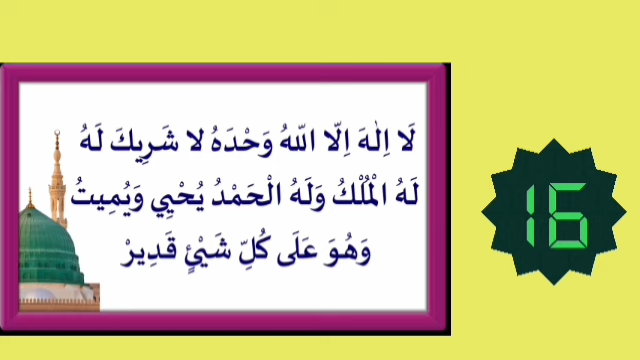 لَا اِلٰهَ اِلَّا اللّٰهُ وَحْدَهُ لا شَرِيكَ لَهُ
لَهُ الْمُلْكُ وَلَهُ الْحَمْدُ يُحْيِي وَيُمِيتُ
وَهُوَ عَلَى كُلِّ شَيْئٍ قَدِيرْ
16